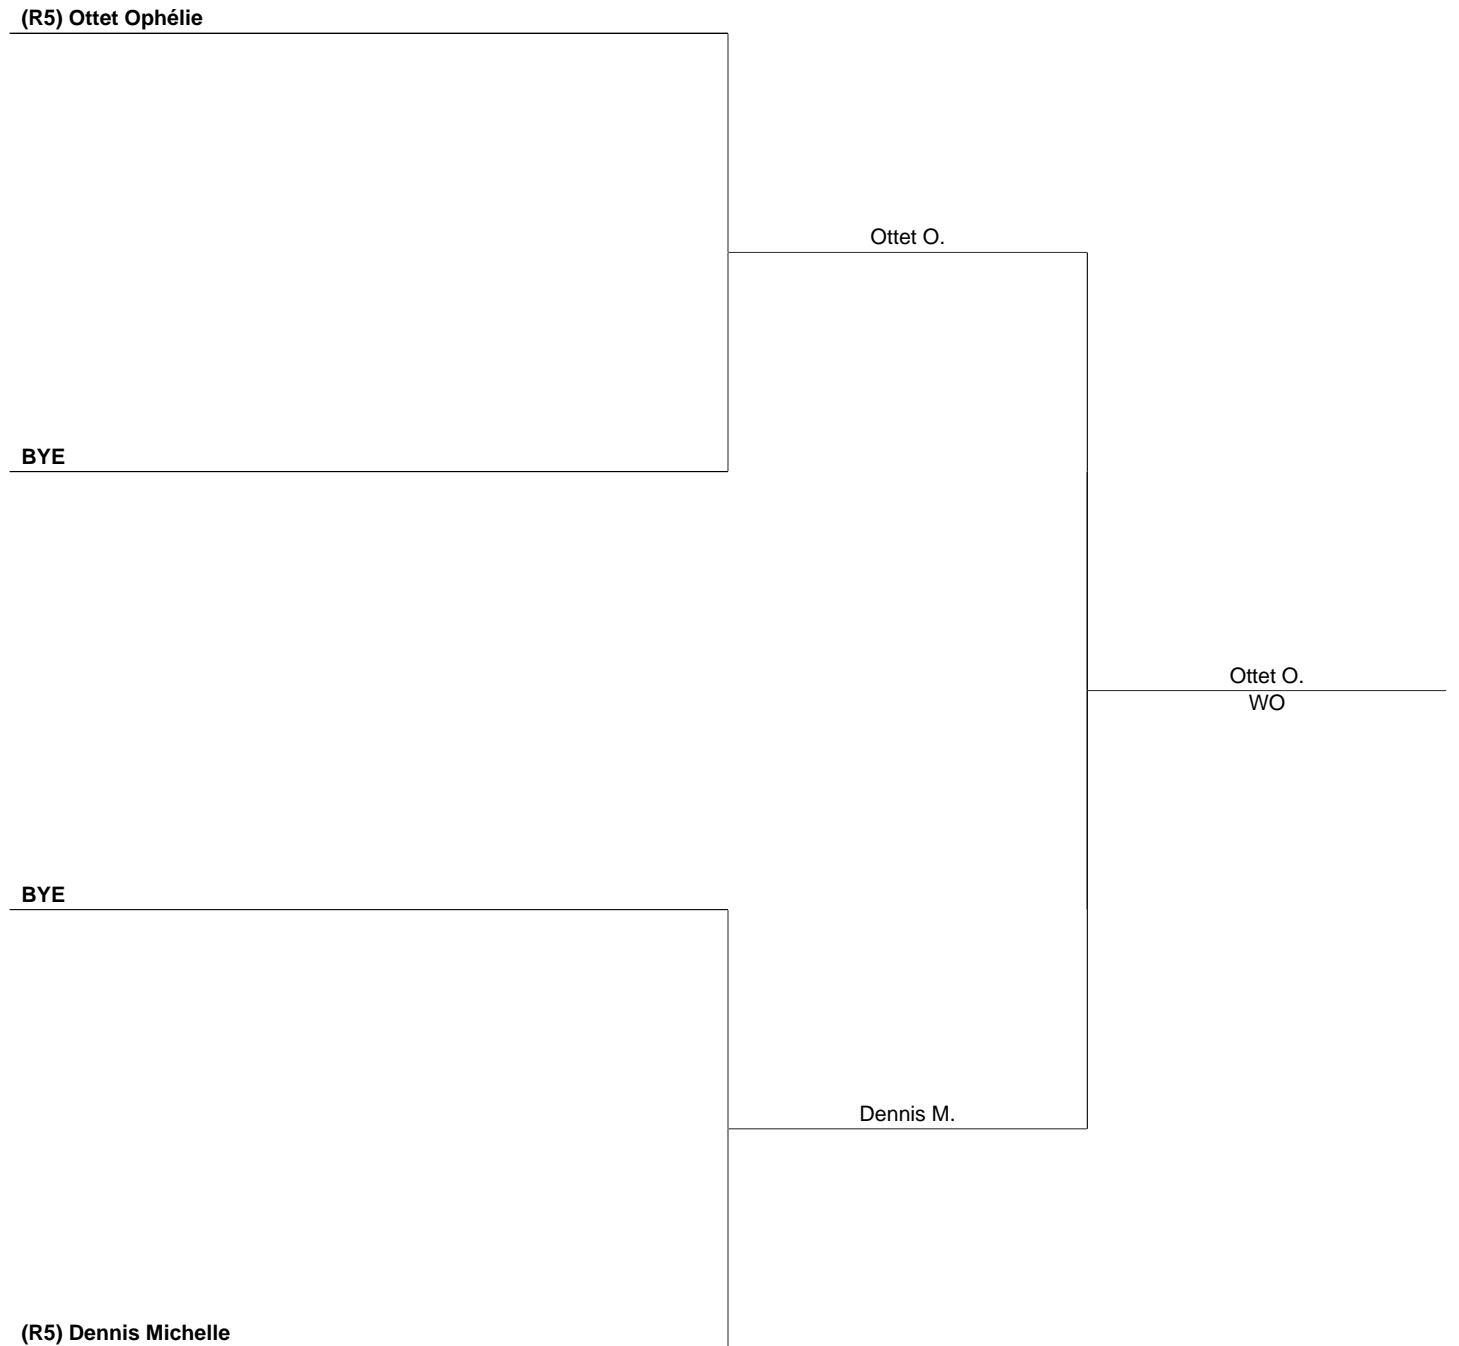 (R5) Ottet Ophélie
Ottet O.
BYE
Ottet O.
WO
BYE
Dennis M.
(R5) Dennis Michelle